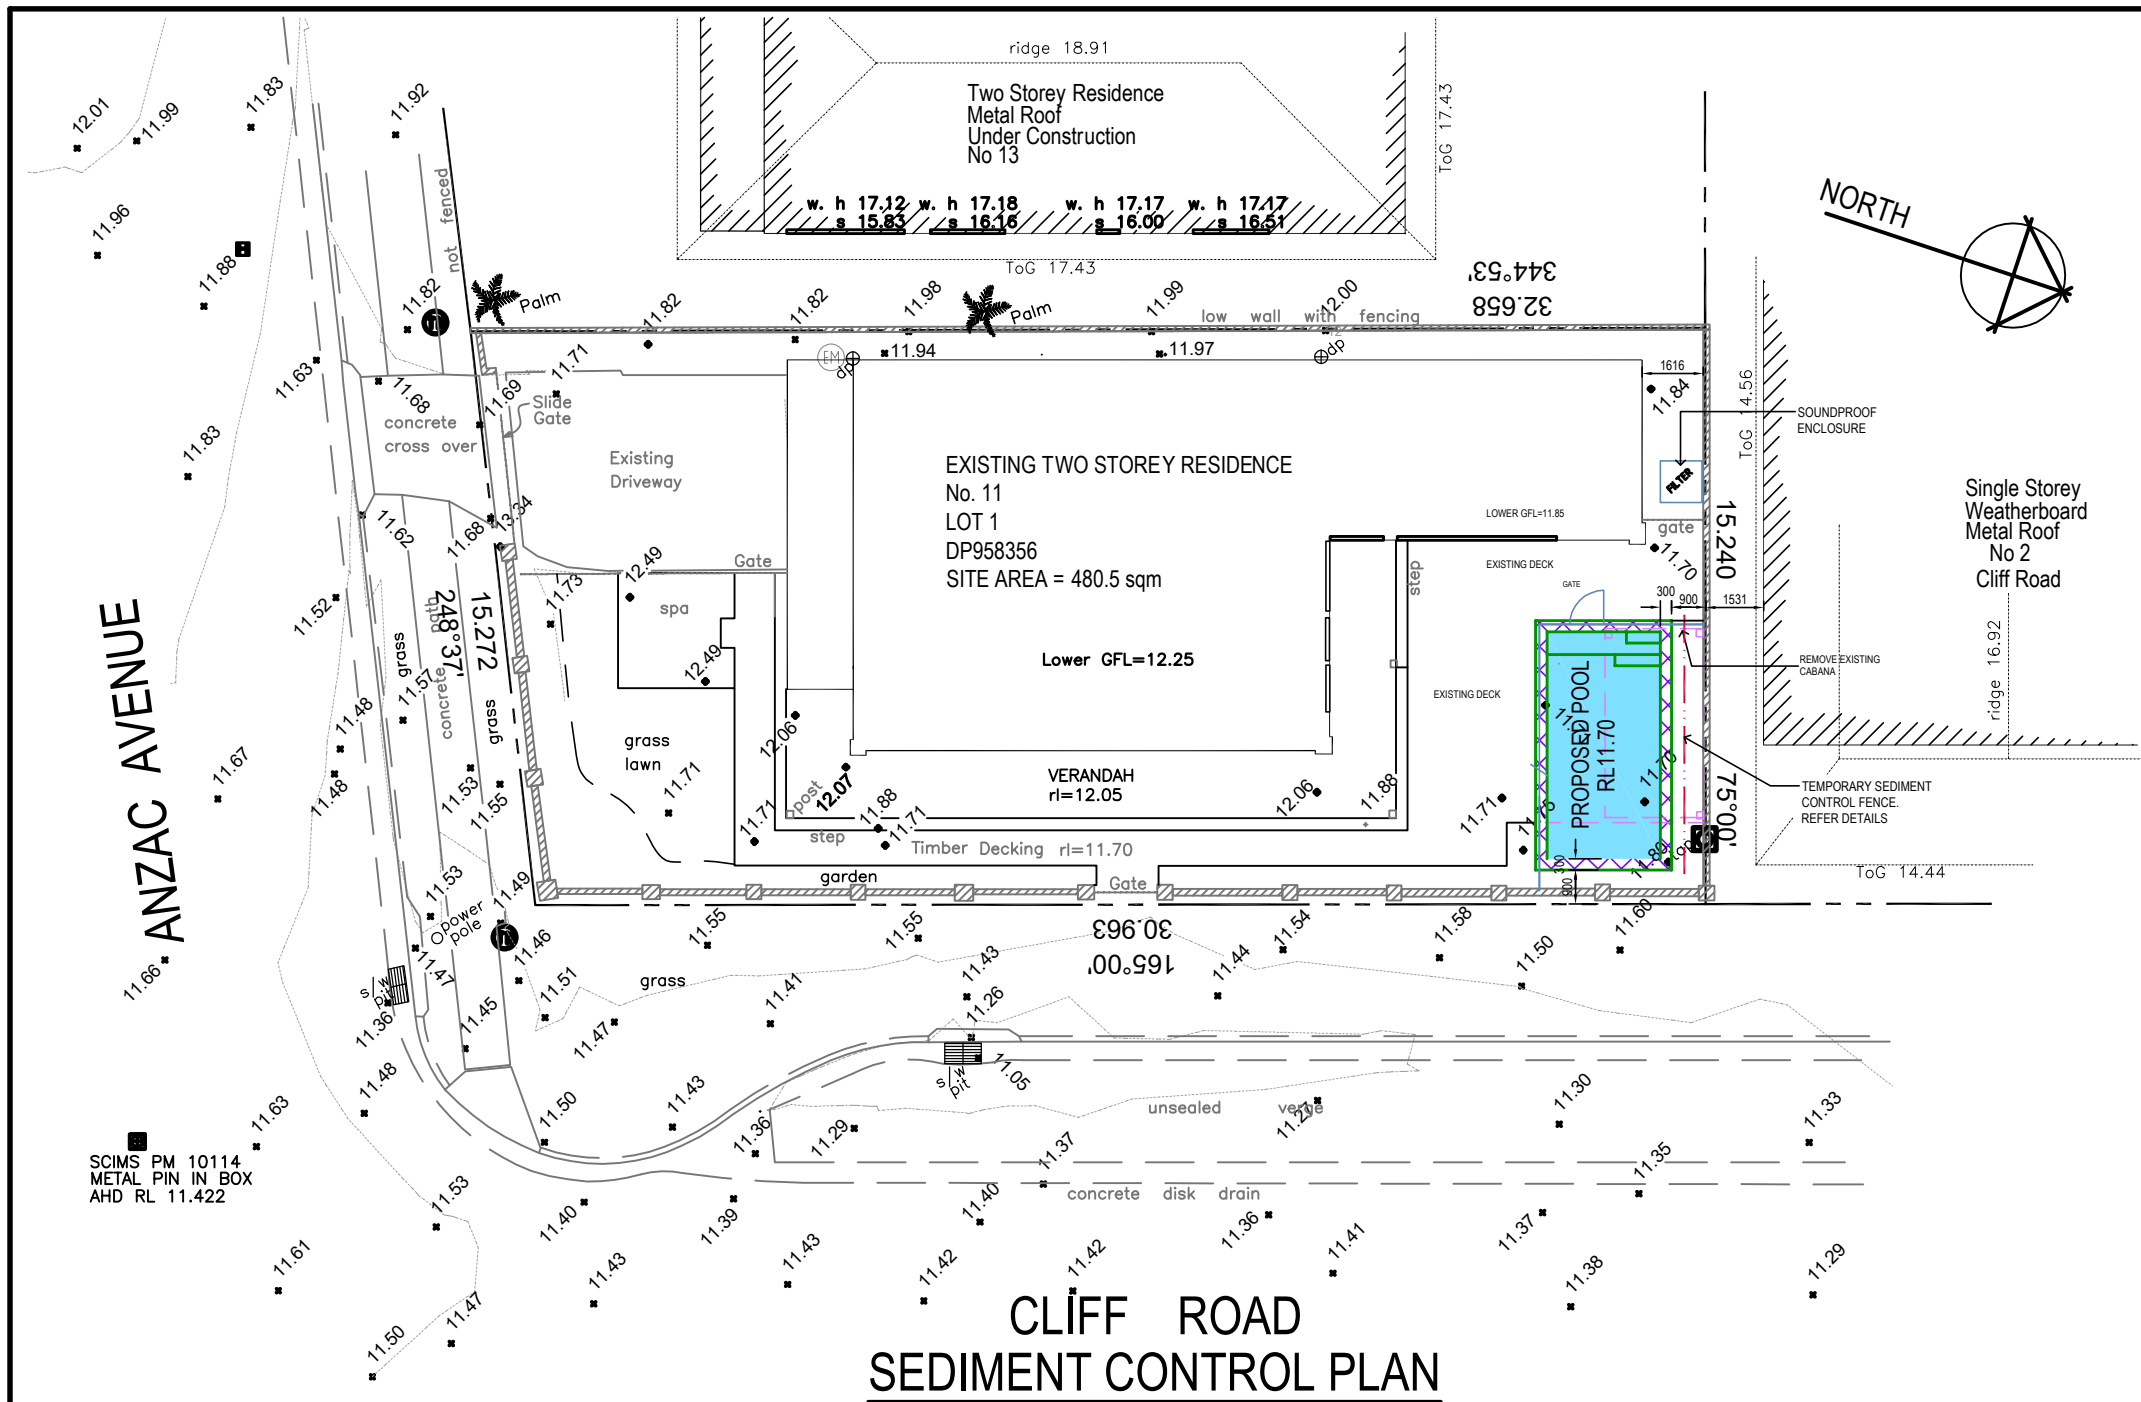 ridge 18.91
Two Storey Residence
Metal Roof
Under Construction
No 13
ToG 17.43
w. h 17.12
s 15.83
w. h 17.18
s 16.16
w. h 17.17
s 16.00
w. h 17.17
s 16.51
ToG 17.43
NORTH
12.01
11.99
11.83
11.92
11.96
11.88
11.82
not fenced
Palm
11.82
11.82
11.98
Palm
11.99
12.00
low wall with fencing
344°53'
32.658
11.63
11.68
11.69
11.71
EM
dp
11.94
11.97
dp
1616
11.84
ToG 14.56
SOUNDPROOF
ENCLOSURE
FILTER
concrete
cross over
Slide
Gate
Existing
Driveway
11.83
EXISTING TWO STOREY RESIDENCE
No. 11
LOT 1
DP958356
SITE AREA = 480.5 sqm
LOWER GFL=11.85
gate
15.240
Single Storey
Weatherboard
Metal Roof
No 2
Cliff Road
11.62
11.68
13.34
Gate
11.73
12.49
spa
12.49
step
EXISTING DECK
GATE
11.70
300
900
1531
11.52
grass
concrete path
248°37'
15.272
grass
11.57
Lower GFL=12.25
EXISTING DECK
REMOVE EXISTING
CABANA
ridge 16.92
ANZAC AVENUE
11.48
11.67
11.48
11.53
11.55
grass
lawn
11.71
12.06
12.07
post
step
11.71
11.88
11.71
VERANDAH
rl=12.05
12.06
11.88
11.71
PROPOSED POOL
RL11.70
11.70
75°00'
TEMPORARY SEDIMENT
CONTROL FENCE.
REFER DETAILS
Timber Decking rl=11.70
garden
Gate
300
900
tap
ToG 14.44
11.53
11.49
power
pole
11.47
11.46
11.51
11.66
s/w
pit
11.36
11.45
grass
11.55
11.55
30.963
165°00'
11.54
11.58
11.60
11.50
11.47
11.41
11.43
11.26
11.44
s/w
pit
11.05
11.48
11.63
11.50
11.43
11.36
11.29
unsealed verge
11.27
11.30
11.33
SCIMS PM 10114
METAL PIN IN BOX
AHD RL 11.422
11.37
11.35
concrete disk drain
11.53
11.40
11.39
11.40
11.36
11.37
11.61
11.43
11.43
11.42
11.42
11.41
11.38
11.29
11.50
11.47
CLIFF ROAD
SEDIMENT CONTROL PLAN